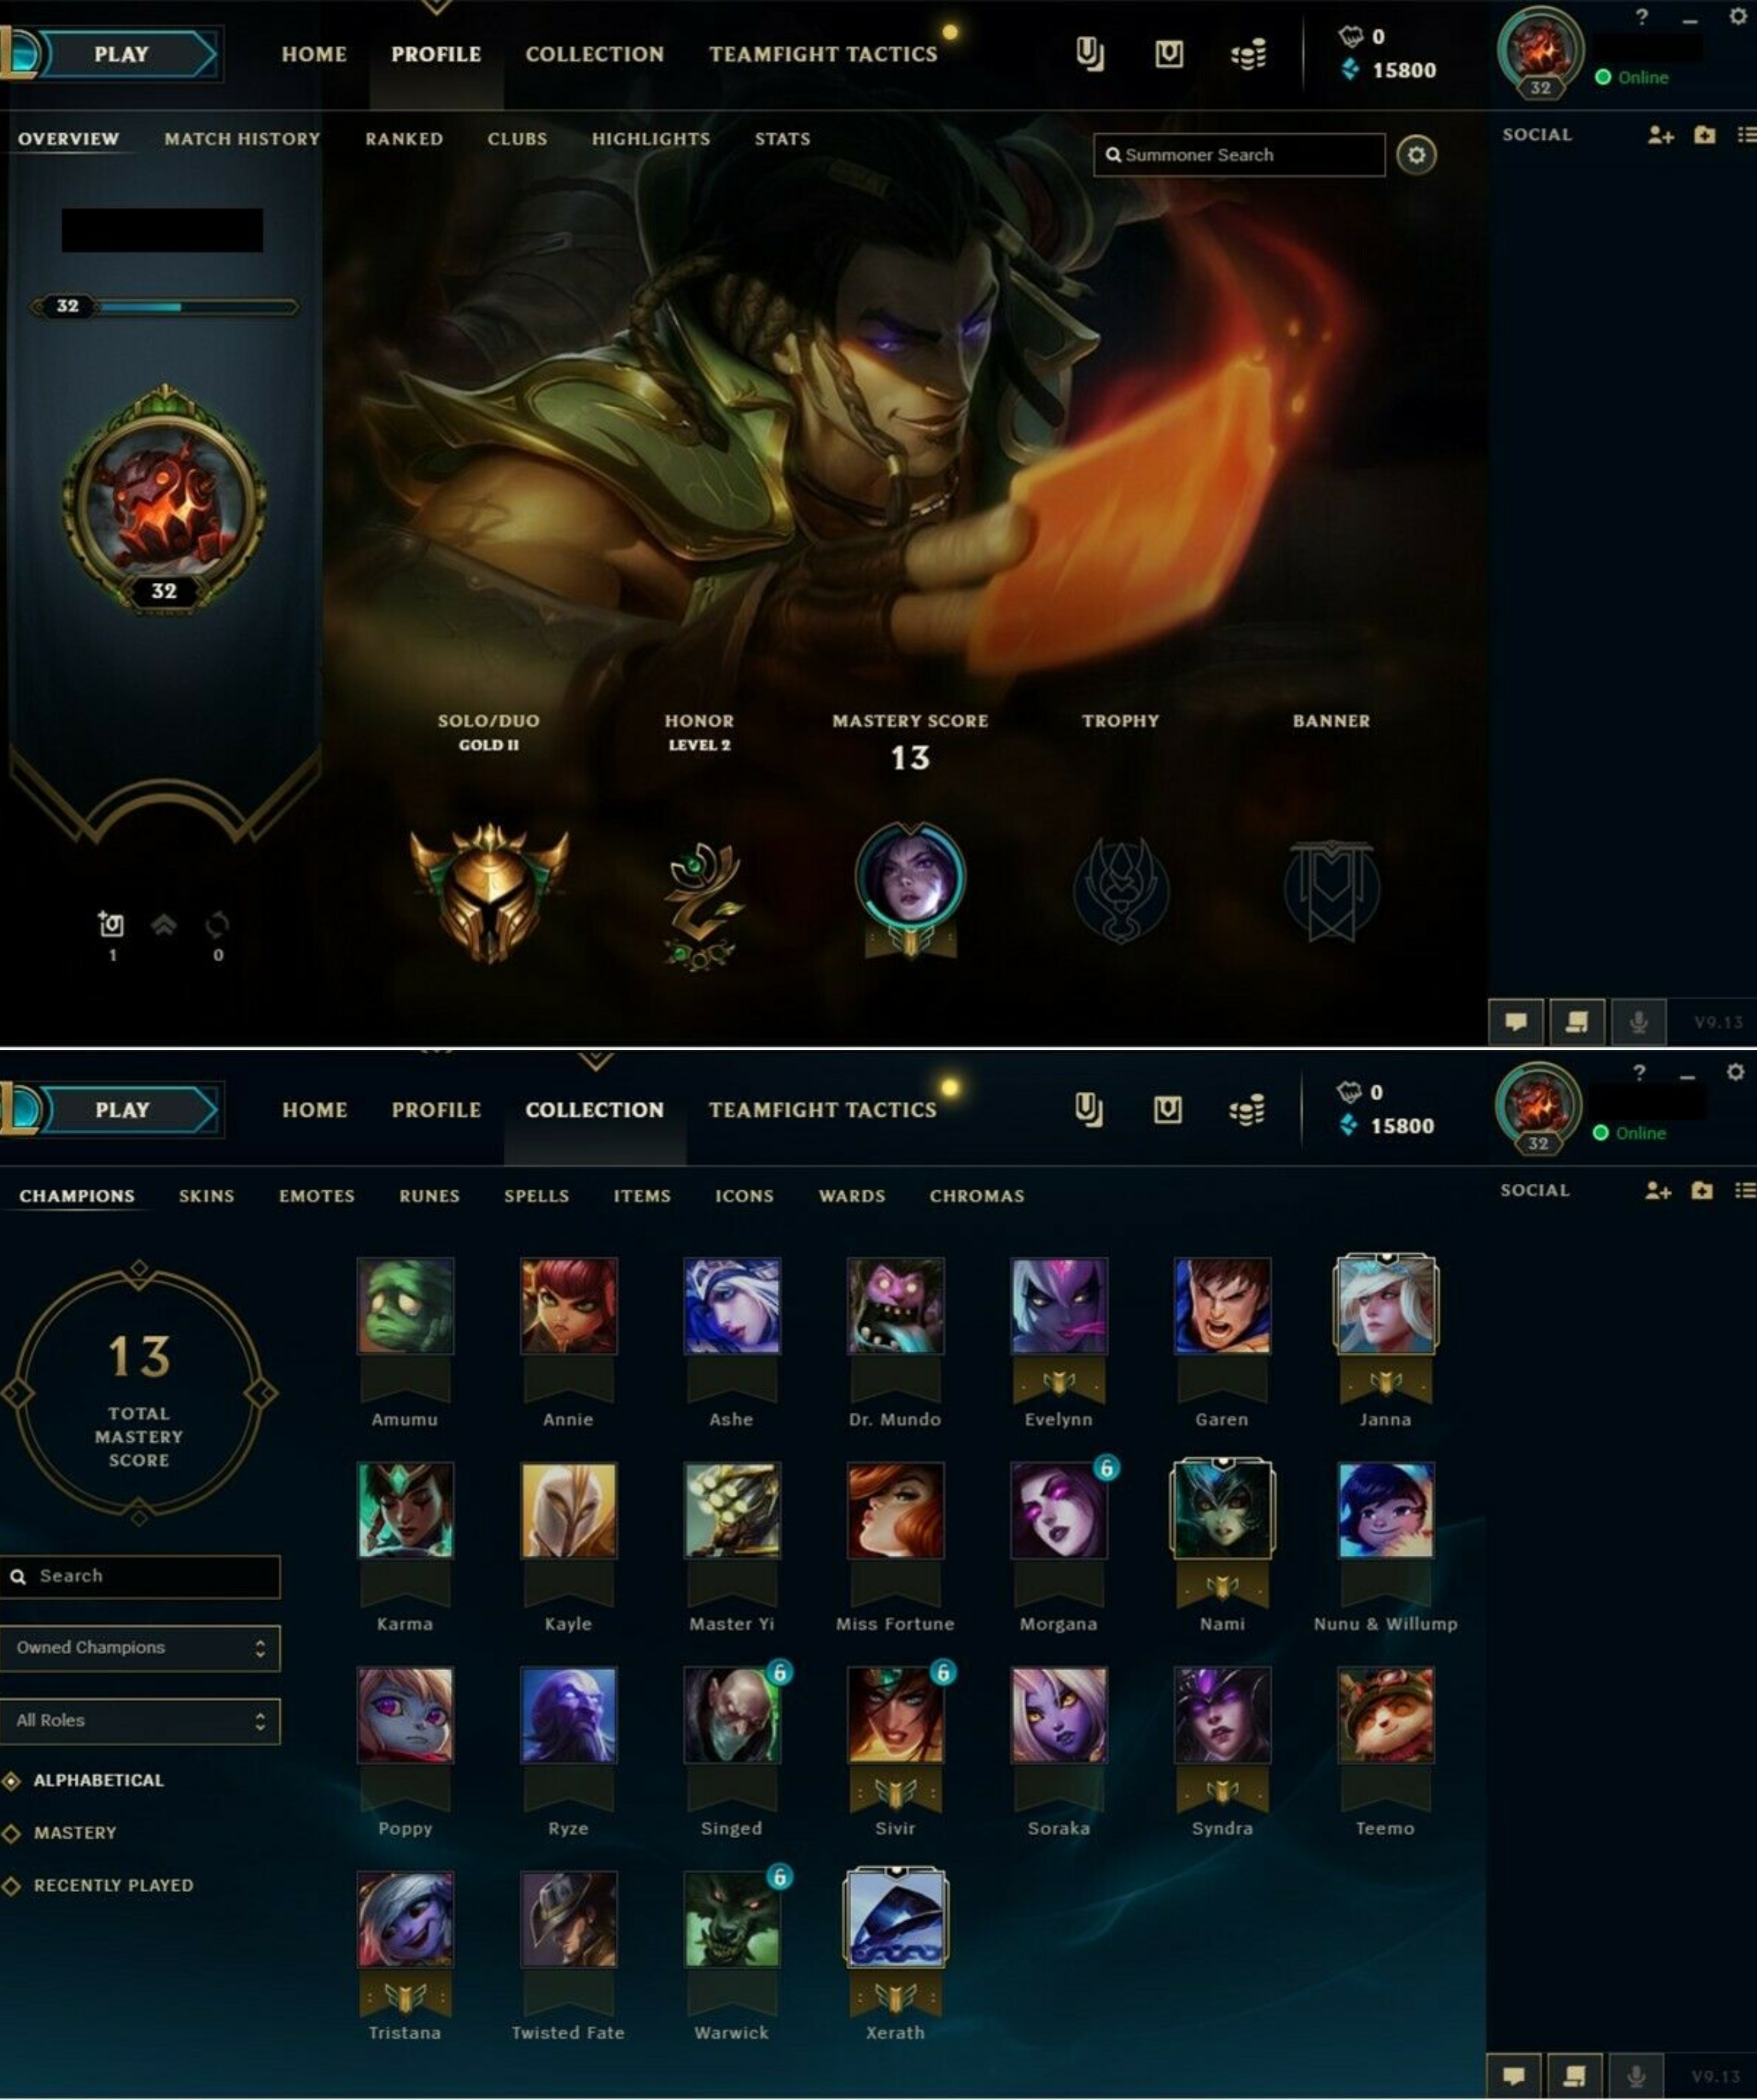 PLAY
HOME
PROFILE
COLLECTION
TEAMFIGHT TACTICS
0
15800
?
32
Online
OVERVIEW
MATCH HISTORY
RANKED
CLUBS
HIGHLIGHTS
STATS
Summoner Search
SOCIAL
32
32
SOLO/DUO
GOLD II
HONOR
LEVEL 2
MASTERY SCORE
13
TROPHY
BANNER
1
0
V9.13
PLAY
HOME
PROFILE
COLLECTION
TEAMFIGHT TACTICS
0
15800
?
32
Online
CHAMPIONS
SKINS
EMOTES
RUNES
SPELLS
ITEMS
ICONS
WARDS
CHROMAS
SOCIAL
13
TOTAL
MASTERY
SCORE
Search
Owned Champions
All Roles
ALPHABETICAL
MASTERY
RECENTLY PLAYED
Amumu
Annie
Ashe
Dr. Mundo
Evelynn
Garen
Janna
6
Karma
Kayle
Master Yi
Miss Fortune
Morgana
Nami
Nunu & Willump
6
6
Poppy
Ryze
Singed
Sivir
Soraka
Syndra
Teemo
6
Tristana
Twisted Fate
Warwick
Xerath
V9.13